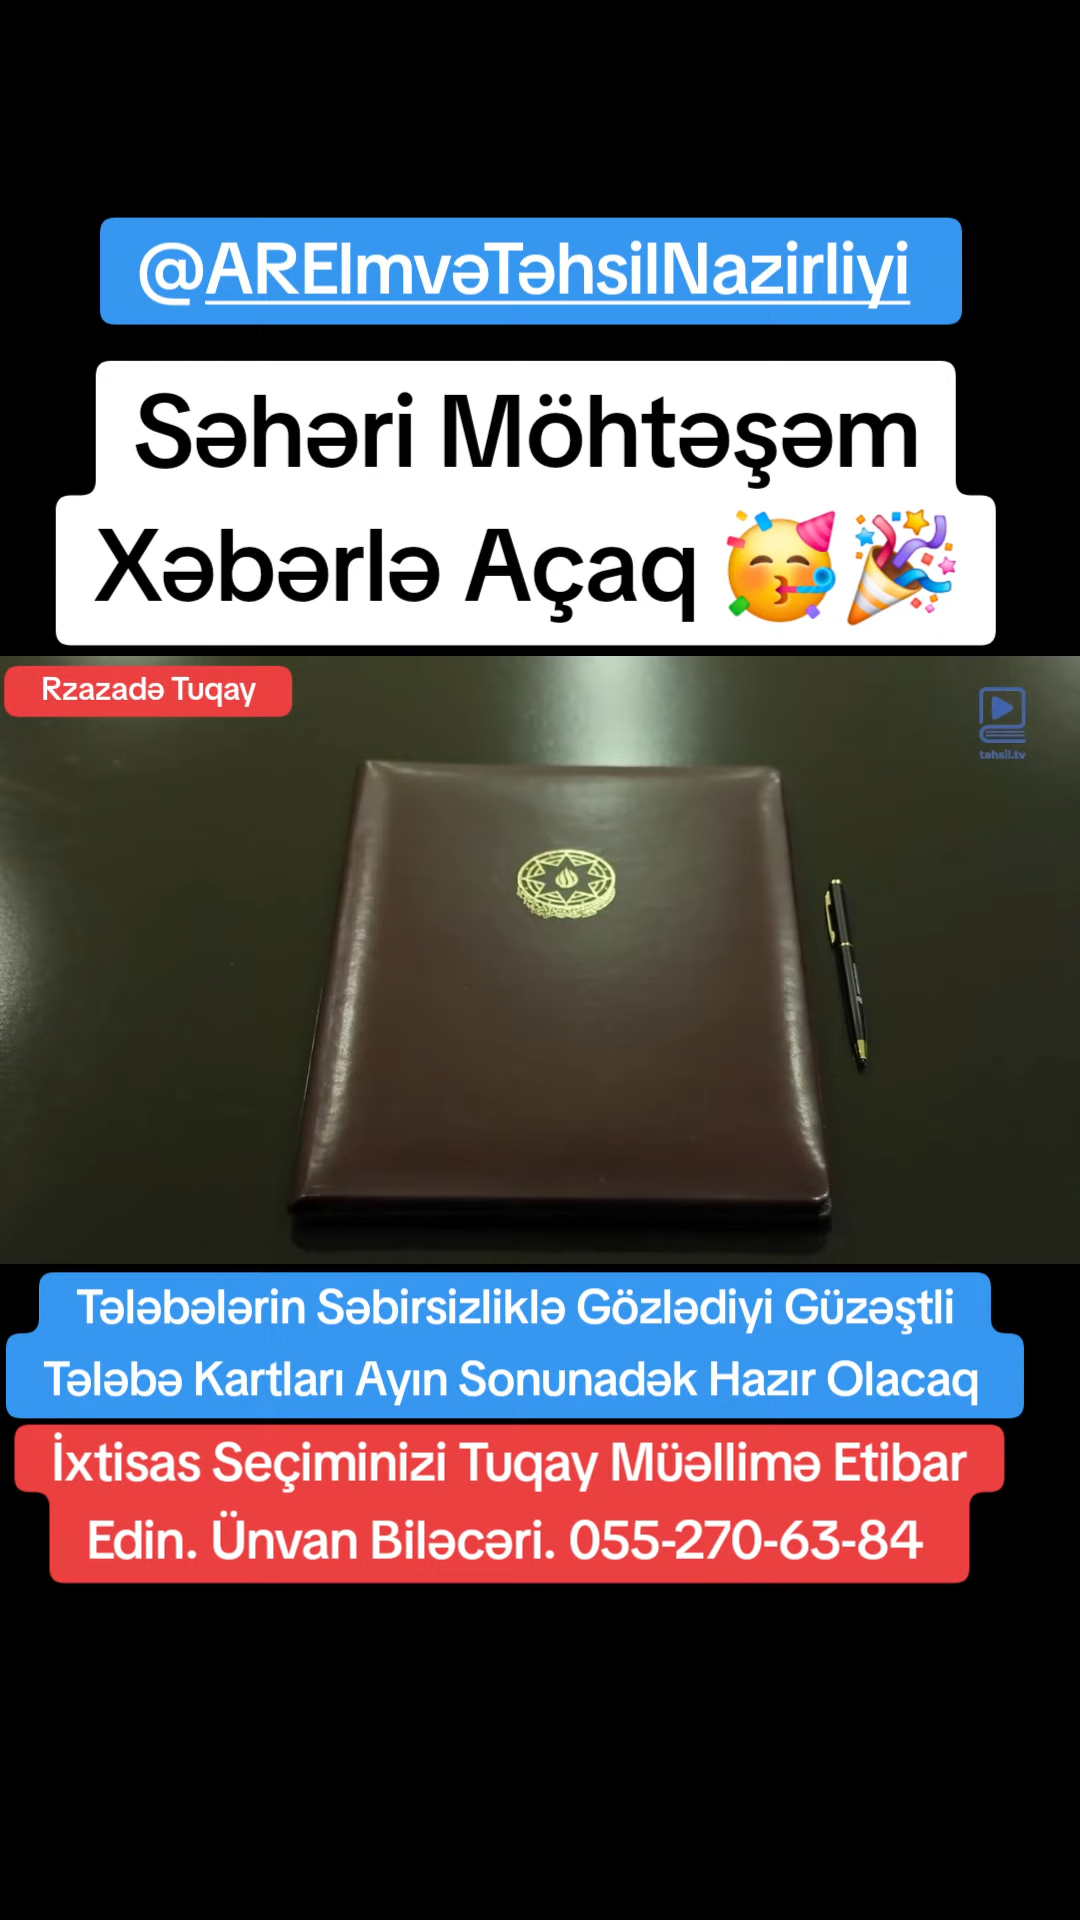 @ARElmvəTəhsilNazirliyi
Səhəri Möhtəşəm
Xəbərlə Açaq 🥳🎉
Rzazadə Tuqay
təhsil.tv
Tələbələrin Səbirsizliklə Gözlədiyi Güzəştli
Tələbə Kartları Ayın Sonunadək Hazır Olacaq
İxtisas Seçiminizi Tuqay Müəllimə Etibar
Edin. Ünvan Biləcəri. 055-270-63-84